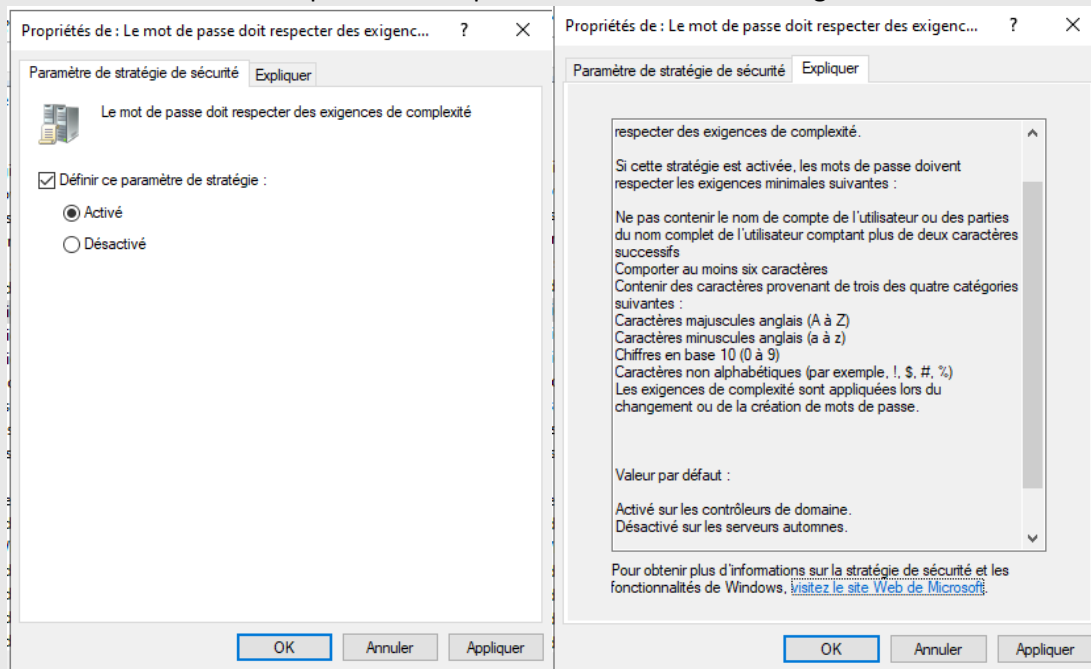 Propriétés de : Le mot de passe doit respecter des exigenc...
Paramètre de stratégie de sécurité
Expliquer
Le mot de passe doit respecter des exigences de complexité
Définir ce paramètre de stratégie :
Activé
Désactivé
OK
Annuler
Appliquer
Propriétés de : Le mot de passe doit respecter des exigenc...
Paramètre de stratégie de sécurité
Expliquer
respecter des exigences de complexité.
Si cette stratégie est activée, les mots de passe doivent
respecter les exigences minimales suivantes :
Ne pas contenir le nom de compte de l'utilisateur ou des parties
du nom complet de l'utilisateur comptant plus de deux caractères
successifs
Comporter au moins six caractères
Contenir des caractères provenant de trois des quatre catégories
suivantes :
Caractères majuscules anglais (A à Z)
Caractères minuscules anglais (a à z)
Chiffres en base 10 (0 à 9)
Caractères non alphabétiques (par exemple, !, $, #, %)
Les exigences de complexité sont appliquées lors du
changement ou de la création de mots de passe.
Valeur par défaut :
Activé sur les contrôleurs de domaine.
Désactivé sur les serveurs automnes.
Pour obtenir plus d'informations sur la stratégie de sécurité et les
fonctionnalités de Windows, visitez le site Web de Microsoft.
OK
Annuler
Appliquer